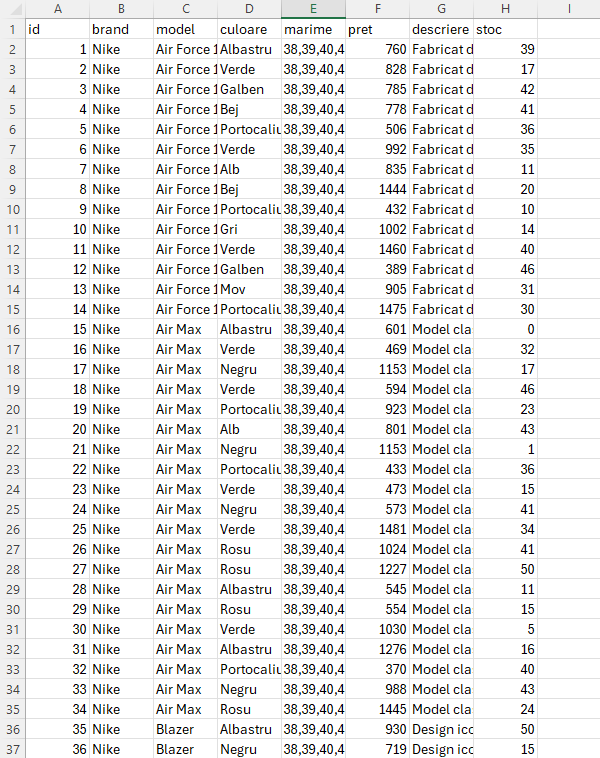 A B C D E F G H I
1 id brand model culoare marime pret descriere stoc
2 1 Nike Air Force 1 Albastru 38,39,40,4 760 Fabricat d 39
3 2 Nike Air Force 1 Verde 38,39,40,4 828 Fabricat d 17
4 3 Nike Air Force 1 Galben 38,39,40,4 785 Fabricat d 42
5 4 Nike Air Force 1 Bej 38,39,40,4 778 Fabricat d 41
6 5 Nike Air Force 1 Portocaliu 38,39,40,4 506 Fabricat d 36
7 6 Nike Air Force 1 Verde 38,39,40,4 992 Fabricat d 35
8 7 Nike Air Force 1 Alb 38,39,40,4 835 Fabricat d 11
9 8 Nike Air Force 1 Bej 38,39,40,4 1444 Fabricat d 20
10 9 Nike Air Force 1 Portocaliu 38,39,40,4 432 Fabricat d 10
11 10 Nike Air Force 1 Gri 38,39,40,4 1002 Fabricat d 14
12 11 Nike Air Force 1 Verde 38,39,40,4 1460 Fabricat d 40
13 12 Nike Air Force 1 Galben 38,39,40,4 389 Fabricat d 46
14 13 Nike Air Force 1 Mov 38,39,40,4 905 Fabricat d 31
15 14 Nike Air Force 1 Portocaliu 38,39,40,4 1475 Fabricat d 30
16 15 Nike Air Max Albastru 38,39,40,4 601 Model cla 0
17 16 Nike Air Max Verde 38,39,40,4 469 Model cla 32
18 17 Nike Air Max Negru 38,39,40,4 1153 Model cla 17
19 18 Nike Air Max Verde 38,39,40,4 594 Model cla 46
20 19 Nike Air Max Portocaliu 38,39,40,4 923 Model cla 23
21 20 Nike Air Max Alb 38,39,40,4 801 Model cla 43
22 21 Nike Air Max Negru 38,39,40,4 1153 Model cla 1
23 22 Nike Air Max Portocaliu 38,39,40,4 433 Model cla 36
24 23 Nike Air Max Verde 38,39,40,4 473 Model cla 15
25 24 Nike Air Max Negru 38,39,40,4 573 Model cla 41
26 25 Nike Air Max Verde 38,39,40,4 1481 Model cla 34
27 26 Nike Air Max Rosu 38,39,40,4 1024 Model cla 41
28 27 Nike Air Max Rosu 38,39,40,4 1227 Model cla 50
29 28 Nike Air Max Albastru 38,39,40,4 545 Model cla 11
30 29 Nike Air Max Rosu 38,39,40,4 554 Model cla 15
31 30 Nike Air Max Verde 38,39,40,4 1030 Model cla 5
32 31 Nike Air Max Albastru 38,39,40,4 1276 Model cla 16
33 32 Nike Air Max Portocaliu 38,39,40,4 370 Model cla 40
34 33 Nike Air Max Negru 38,39,40,4 988 Model cla 43
35 34 Nike Air Max Rosu 38,39,40,4 1445 Model cla 24
36 35 Nike Blazer Albastru 38,39,40,4 930 Design icc 50
37 36 Nike Blazer Negru 38,39,40,4 719 Design icc 15